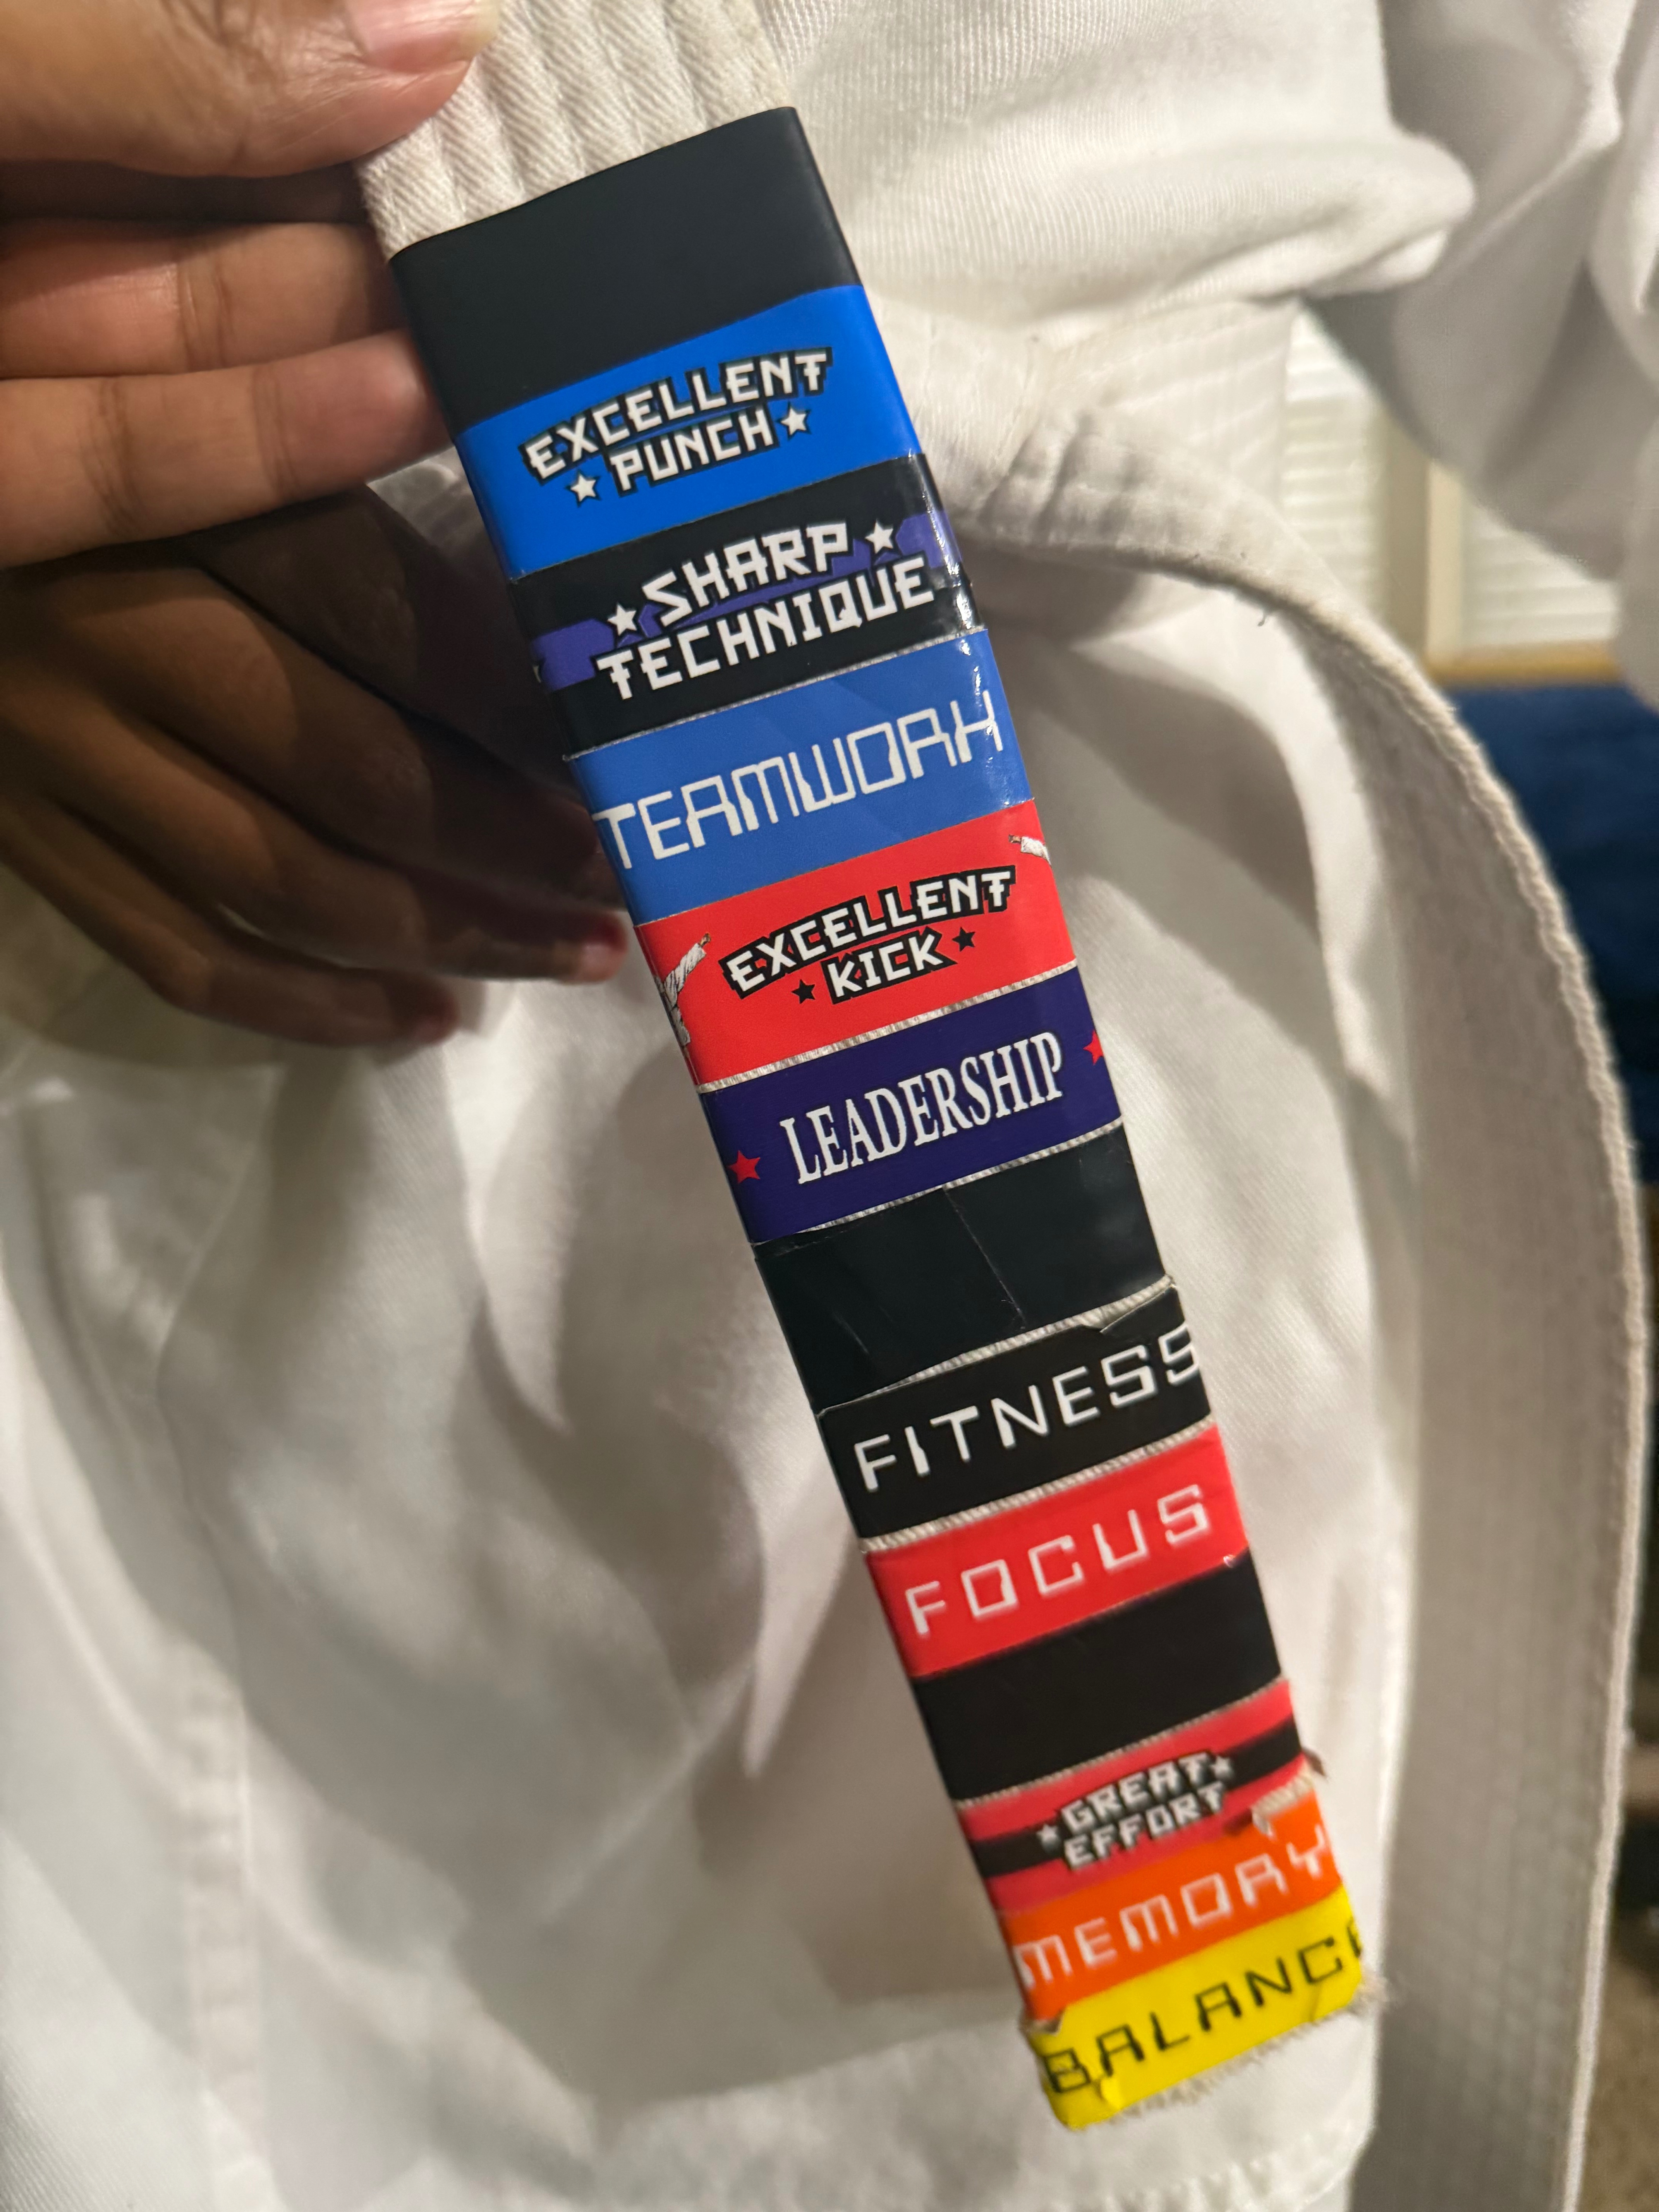 EXCELLENT
PUNCH
SHARP
TECHNIQUE
TEAMWORK
EXCELLENT
KICK
LEADERSHIP
FITNESS
FOCUS
GREAT
EFFORT
MEMORY
BALANCE